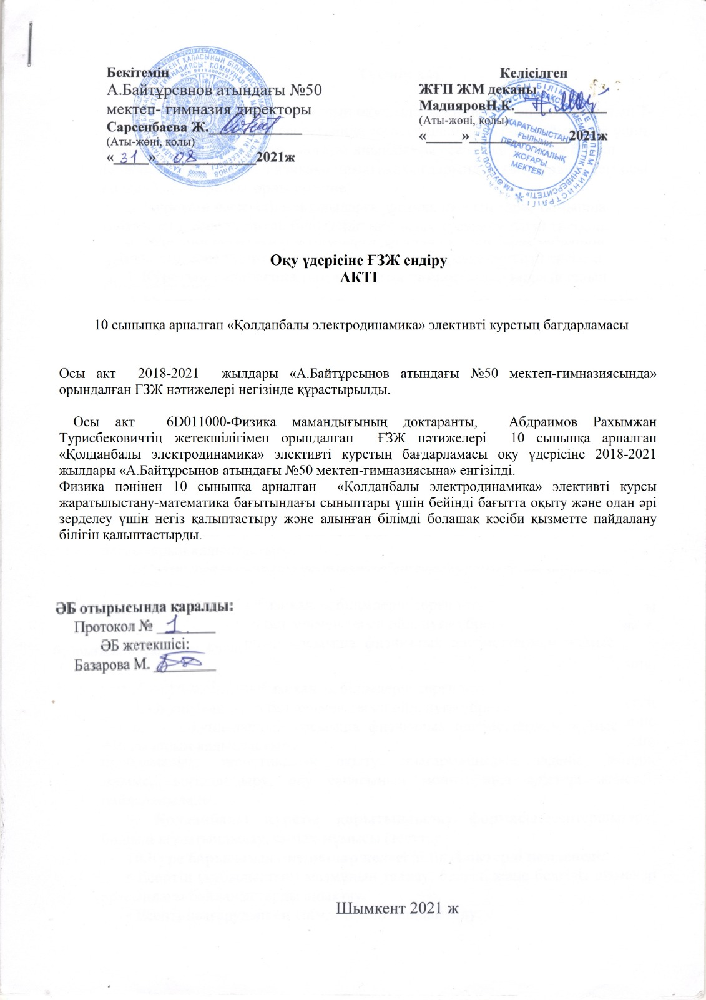 Бекітемін
А.Байтұрсвнов атындағы №50
мектеп- гимназия директоры
Сарсенбаева Ж.
(Аты-жөні, қолы)
« 31 » 08 2021ж
Келісілген
ЖҒП ЖМ деканы
МадияровН.К.
(Аты-жөні, қолы)
«_____»______________2021ж
ЖАРАТЫЛЫСТАНУ
ҒЫЛЫМИ-
ПЕДАГОГИКАЛЫҚ
ЖОҒАРЫ
МЕКТЕБІ
Оқу үдерісіне ҒЗЖ ендіру
АКТІ
10 сыныпқа арналған «Қолданбалы электродинамика» элективті курстың бағдарламасы
Осы акт 2018-2021 жылдары «А.Байтұрсынов атындағы №50 мектеп-гимназиясында»
орындалған ҒЗЖ нәтижелері негізінде құрастырылды.
Осы акт 6D011000-Физика мамандығының доктаранты, Абдраимов Рахымжан
Турисбековичтің жетекшілігімен орындалған ҒЗЖ нәтижелері 10 сыныпқа арналған
«Қолданбалы электродинамика» элективті курстың бағдарламасы оқу үдерісіне 2018-2021
жылдары «А.Байтұрсынов атындағы №50 мектеп-гимназиясына» енгізілді.
Физика пәнінен 10 сыныпқа арналған «Қолданбалы электродинамика» элективті курсы
жаратылыстану-математика бағытындағы сыныптары үшін бейінді бағытта оқыту және одан әрі
зерделеу үшін негіз қалыптастыру және алынған білімді болашақ кәсіби қызметте пайдалану
білігін қалыптастырды.
ӘБ отырысында қаралды:
Протокол № 1
ӘБ жетекшісі:
Базарова М.
Шымкент 2021 ж